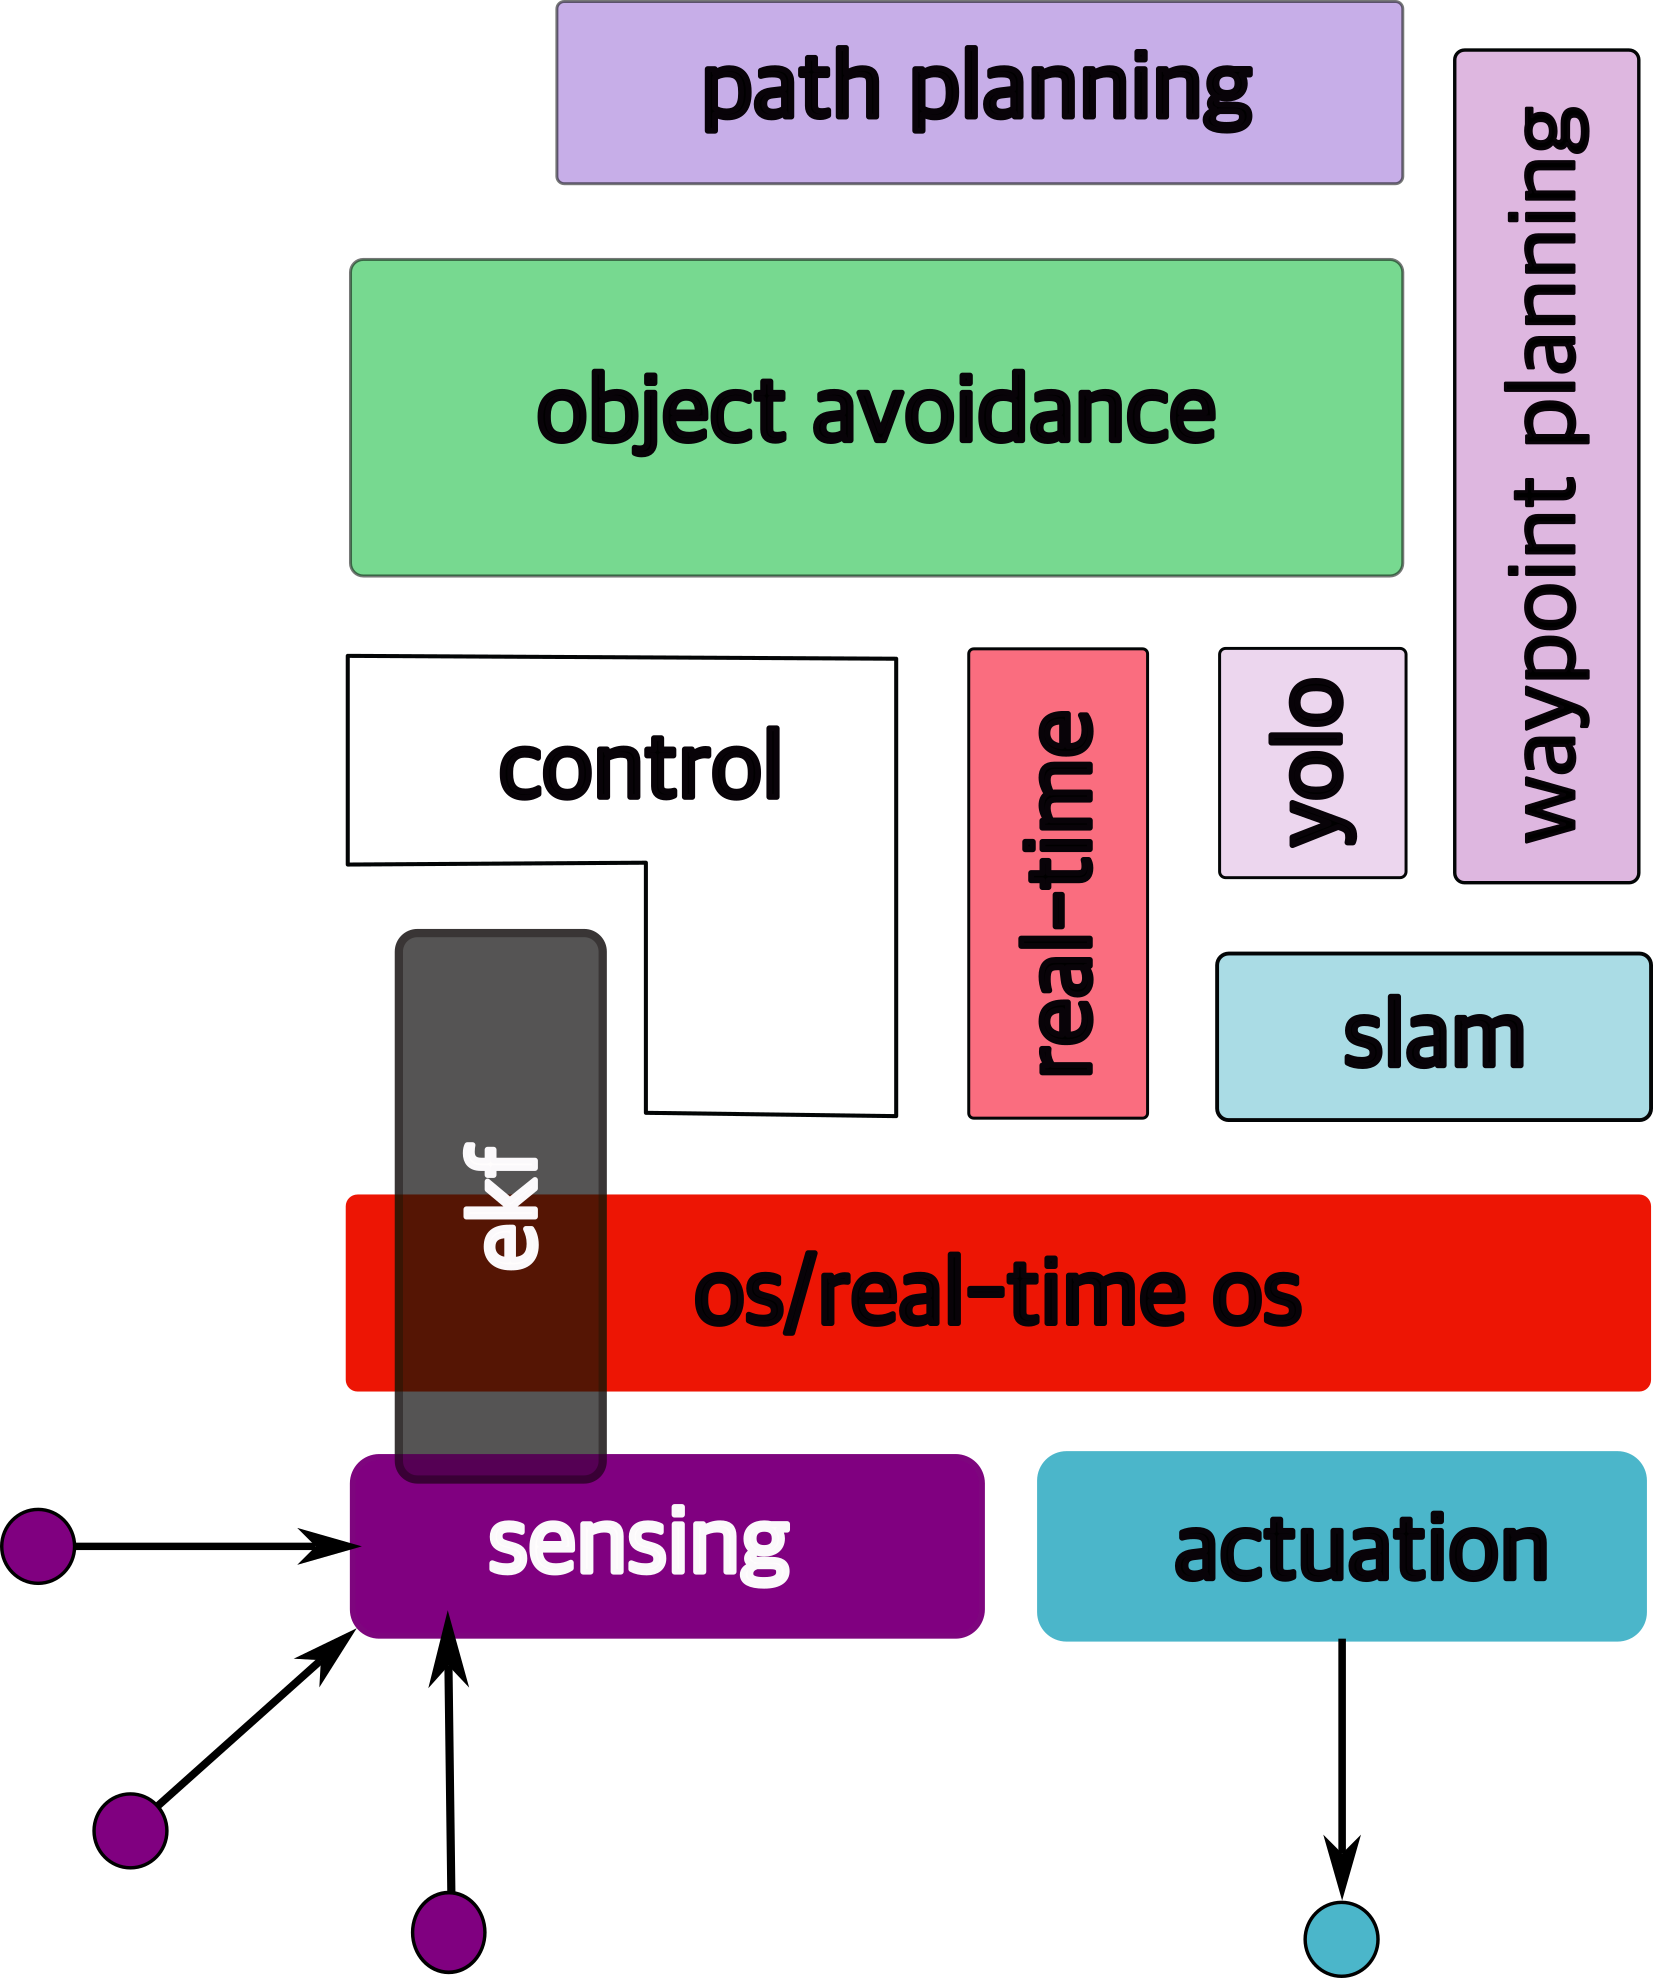 path planning
waypoint planning
object avoidance
control
real-time
yolo
slam
ekf
os/real-time os
sensing
actuation